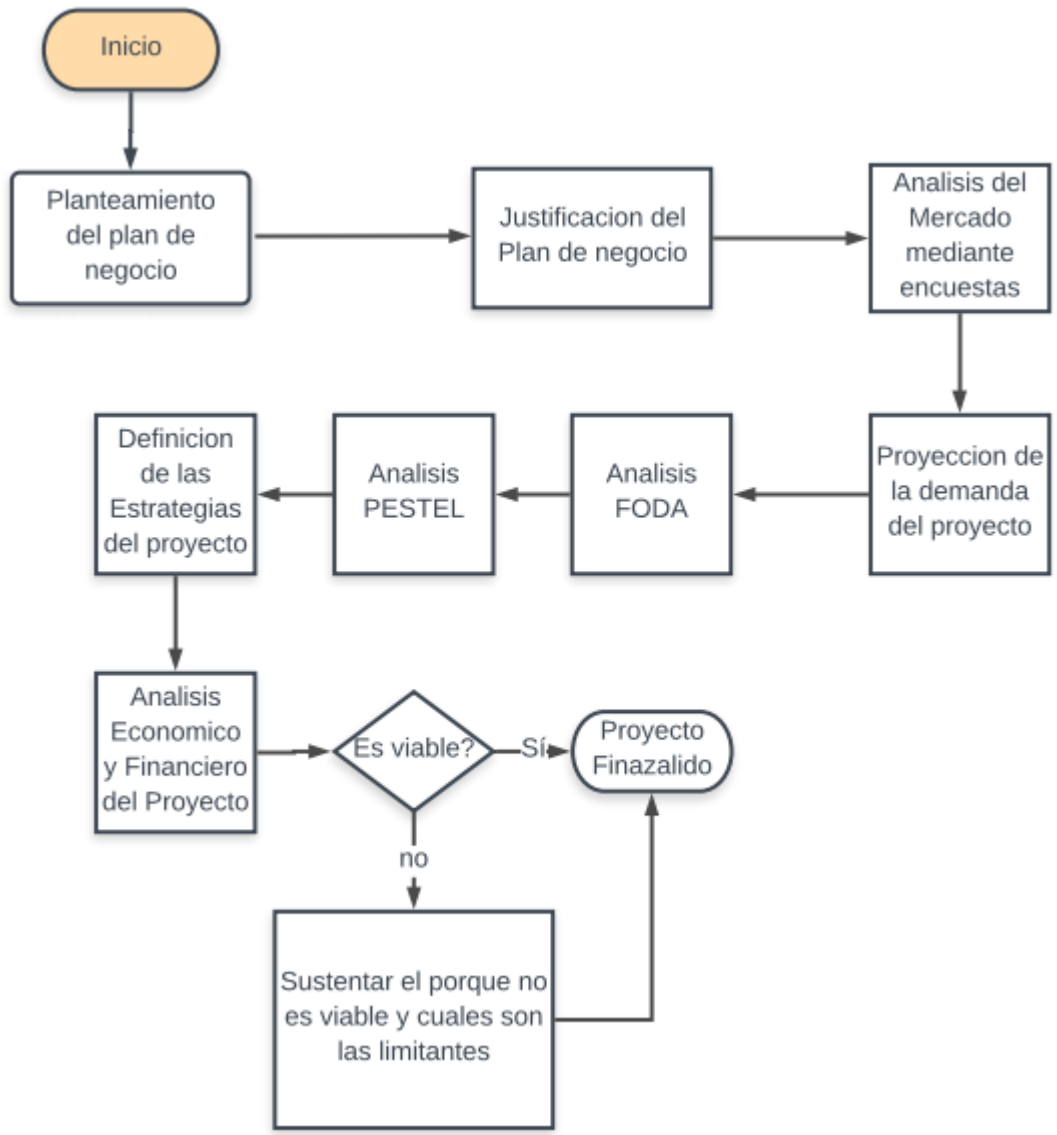 Inicio
Planteamiento
del plan de
negocio
Justificacion del
Plan de negocio
Analisis del
Mercado
mediante
encuestas
Proyeccion de
la demanda
del proyecto
Analisis
FODA
Analisis
PESTEL
Definicion
de las
Estrategias
del proyecto
Analisis
Economico
y Financiero
del Proyecto
Es viable?
Sí
Proyecto
Finazalido
no
Sustentar el porque no
es viable y cuales son
las limitantes